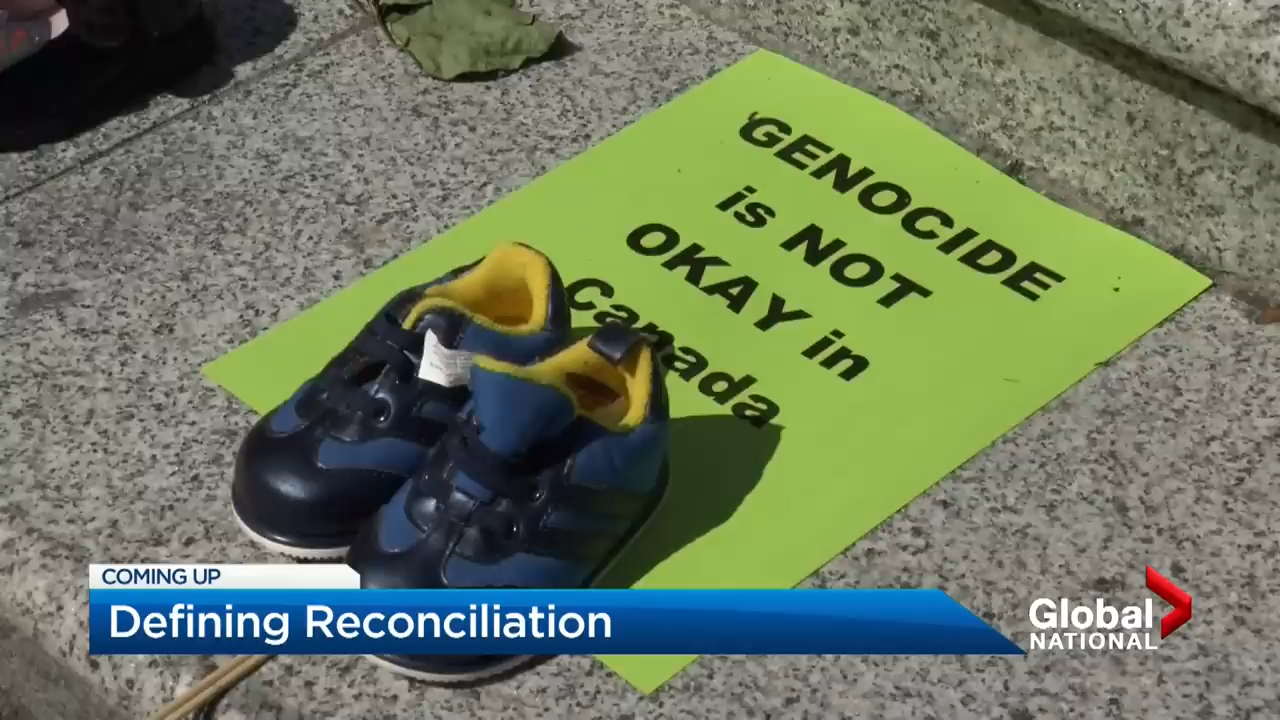 GENOCIDE
is NOT
OKAY in
Canada
COMING UP
Defining Reconciliation
Global
NATIONAL